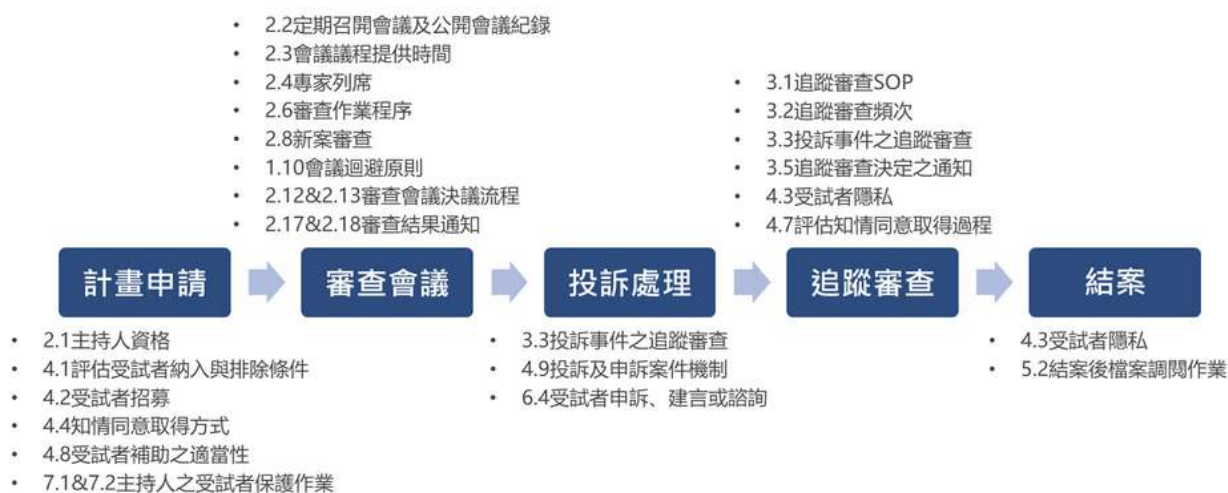 • 2.2定期召開會議及公開會議紀錄
• 2.3會議議程提供時間
• 2.4專家列席
• 2.6審查作業程序
• 2.8新案審查
• 1.10會議迴避原則
• 2.12&2.13審查會議決議流程
• 2.17&2.18審查結果通知
• 3.1追蹤審查SOP
• 3.2追蹤審查頻次
• 3.3投訴事件之追蹤審查
• 3.5追蹤審查決定之通知
• 4.3受試者隱私
• 4.7評估知情同意取得過程
計畫申請
審查會議
投訴處理
追蹤審查
結案
• 2.1主持人資格
• 4.1評估受試者納入與排除條件
• 4.2受試者招募
• 4.4知情同意取得方式
• 4.8受試者補助之適當性
• 7.1&7.2主持人之受試者保護作業
• 3.3投訴事件之追蹤審查
• 4.9投訴及申訴案件機制
• 6.4受試者申訴、建言或諮詢
• 4.3受試者隱私
• 5.2結案後檔案調閱作業